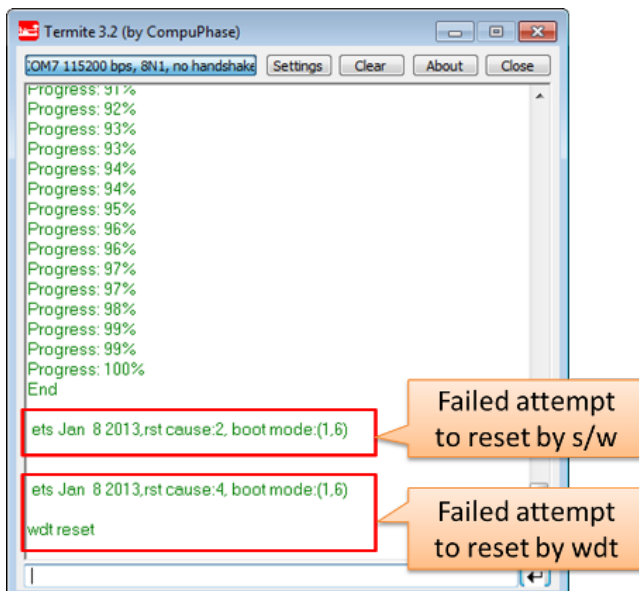 Termite 3.2 (by CompuPhase)
COM7 115200 bps, 8N1, no handshake Settings Clear About Close
Progress: 91%
Progress: 92%
Progress: 93%
Progress: 93%
Progress: 94%
Progress: 94%
Progress: 95%
Progress: 96%
Progress: 96%
Progress: 97%
Progress: 97%
Progress: 98%
Progress: 99%
Progress: 99%
Progress: 100%
End
ets Jan 8 2013,rst cause:2, boot mode:(1,6)
Failed attempt
to reset by s/w
ets Jan 8 2013,rst cause:4, boot mode:(1,6)
wdt reset
Failed attempt
to reset by wdt